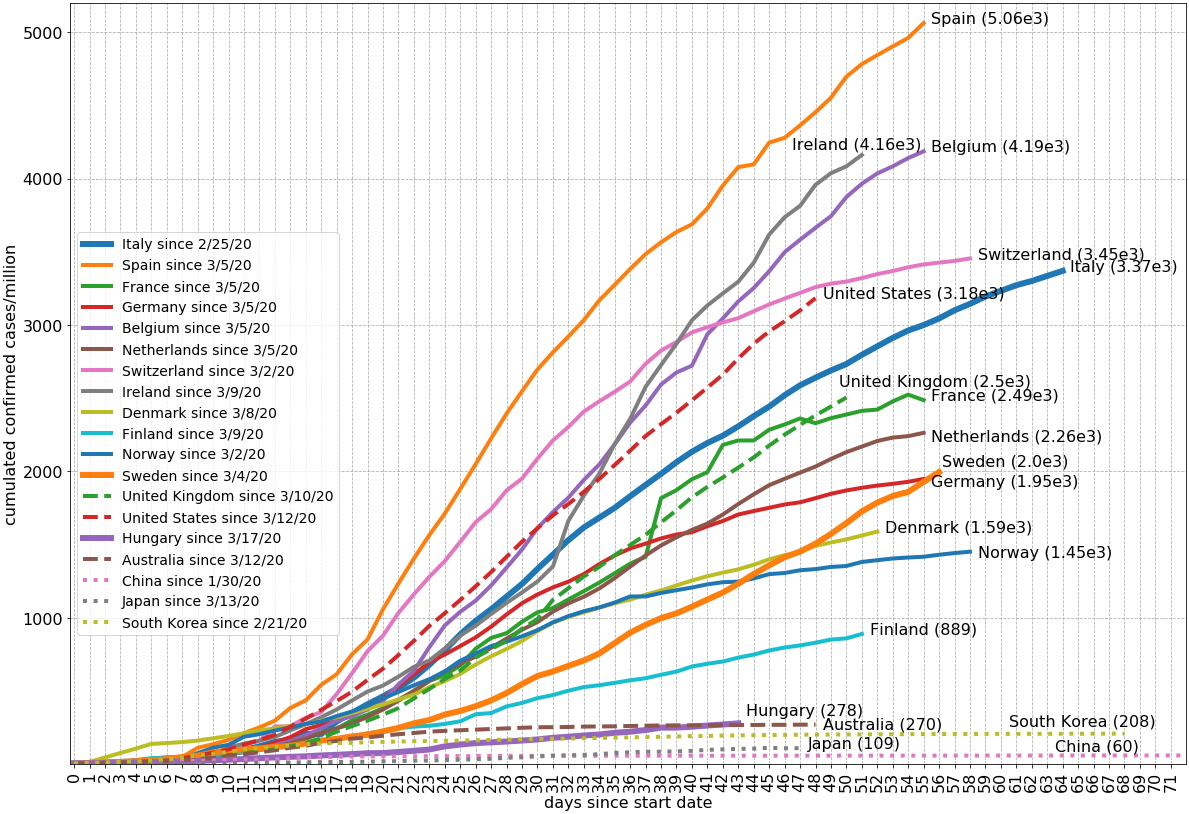 5000
4000
3000
2000
1000
cumulated confirmed cases/million
Spain (5.06e3)
Ireland (4.16e3)
Belgium (4.19e3)
Switzerland (3.45e3)
Italy (3.37e3)
United States (3.18e3)
United Kingdom (2.5e3)
France (2.49e3)
Netherlands (2.26e3)
Sweden (2.0e3)
Germany (1.95e3)
Denmark (1.59e3)
Norway (1.45e3)
Finland (889)
Hungary (278)
Australia (270)
South Korea (208)
Japan (109)
China (60)
Italy since 2/25/20
Spain since 3/5/20
France since 3/5/20
Germany since 3/5/20
Belgium since 3/5/20
Netherlands since 3/5/20
Switzerland since 3/2/20
Ireland since 3/9/20
Denmark since 3/8/20
Finland since 3/9/20
Norway since 3/2/20
Sweden since 3/4/20
United Kingdom since 3/10/20
United States since 3/12/20
Hungary since 3/17/20
Australia since 3/12/20
China since 1/30/20
Japan since 3/13/20
South Korea since 2/21/20
0 1 2 3 4 5 6 7 8 9 10 11 12 13 14 15 16 17 18 19 20 21 22 23 24 25 26 27 28 29 30 31 32 33 34 35 36 37 38 39 40 41 42 43 44 45 46 47 48 49 50 51 52 53 54 55 56 57 58 59 60 61 62 63 64 65 66 67 68 69 70 71
days since start date